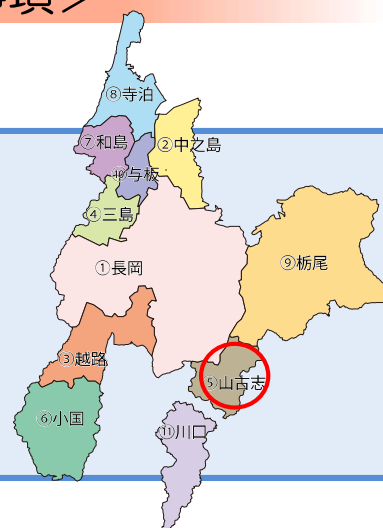 ⑧寺泊
⑦和島
②中之島
⑩与板
④三島
①長岡
⑨栃尾
③越路
⑤山古志
⑥小国
⑪川口